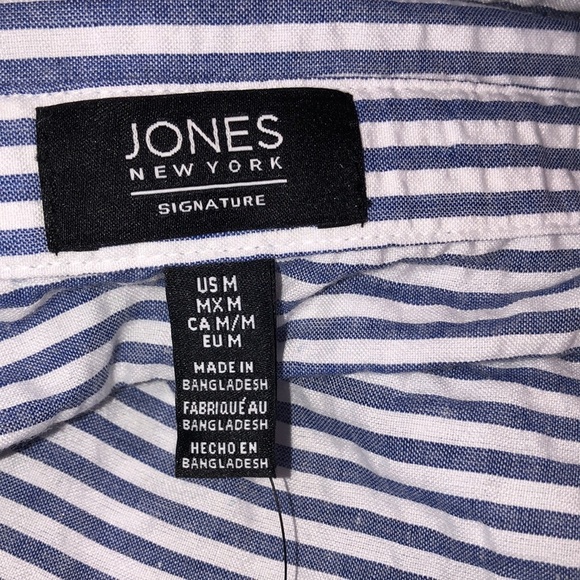 JONES
NEW YORK
SIGNATURE
US M
MX M
CA M/M
EU M
MADE IN
BANGLADESH
FABRIQUÉ AU
BANGLADESH
HECHO EN
BANGLADESH